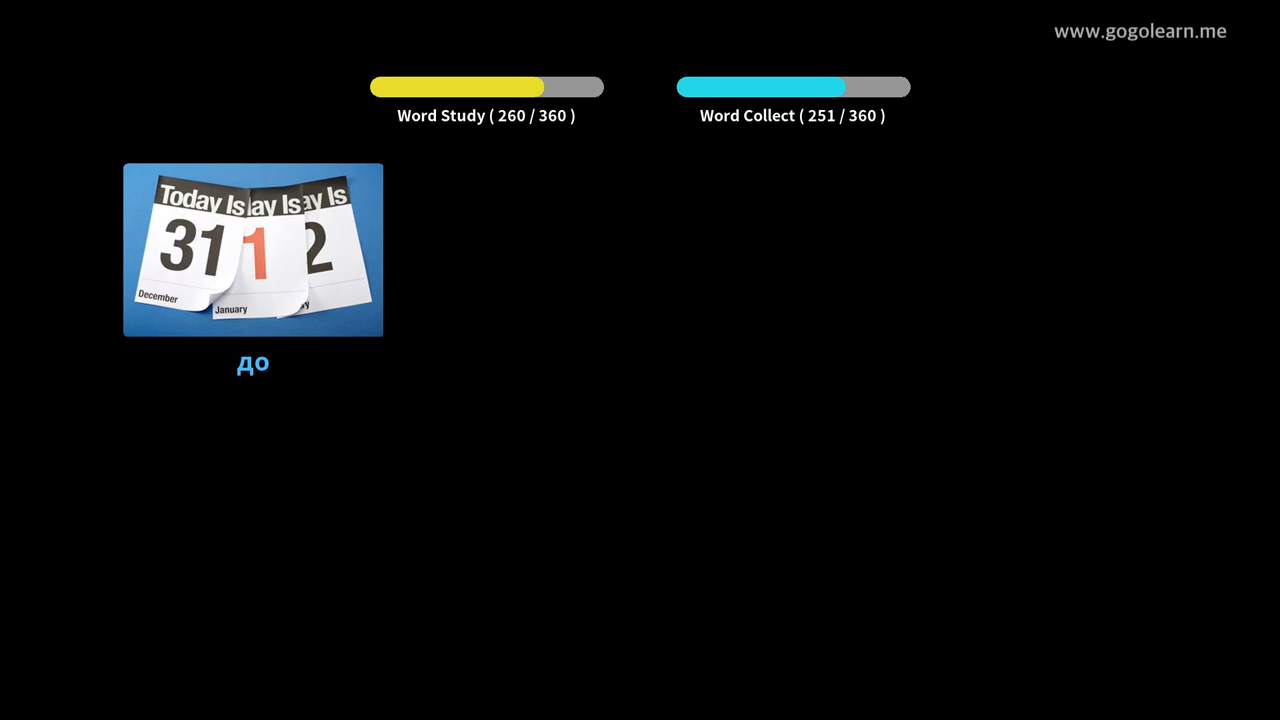 www.gogolearn.me
Word Study ( 260 / 360 )
Word Collect ( 251 / 360 )
Today Is
ay Is
ay Is
31
1
2
December
January
ry
до